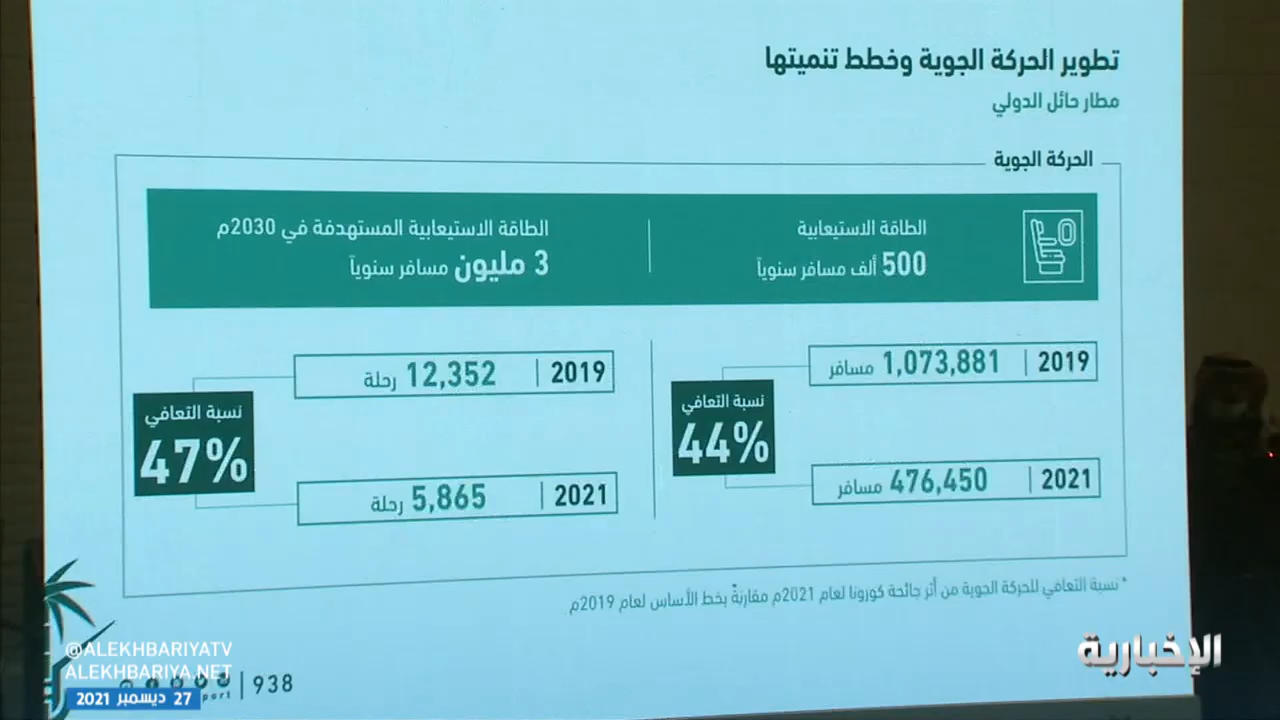 تطوير الحركة الجوية وخطط تنميتها
مطار حائل الدولي
الحركة الجوية
الطاقة الاستيعابية
500 ألف مسافر سنوياً
الطاقة الاستيعابية المستهدفة في 2030م
3 مليون مسافر سنوياً
2019 | 1,073,881 مسافر
نسبة التعافي
44%
2021 | 476,450 مسافر
2019 | 12,352 رحلة
نسبة التعافي
47%
2021 | 5,865 رحلة
* نسبة التعافي للحركة الجوية من أثر جائحة كورونا لعام 2021م مقارنةً بخط الأساس لعام 2019م
الإخبارية
@ALEKHBARIYATV
ALEKHBARIYA.NET
27 ديسمبر 2021
938